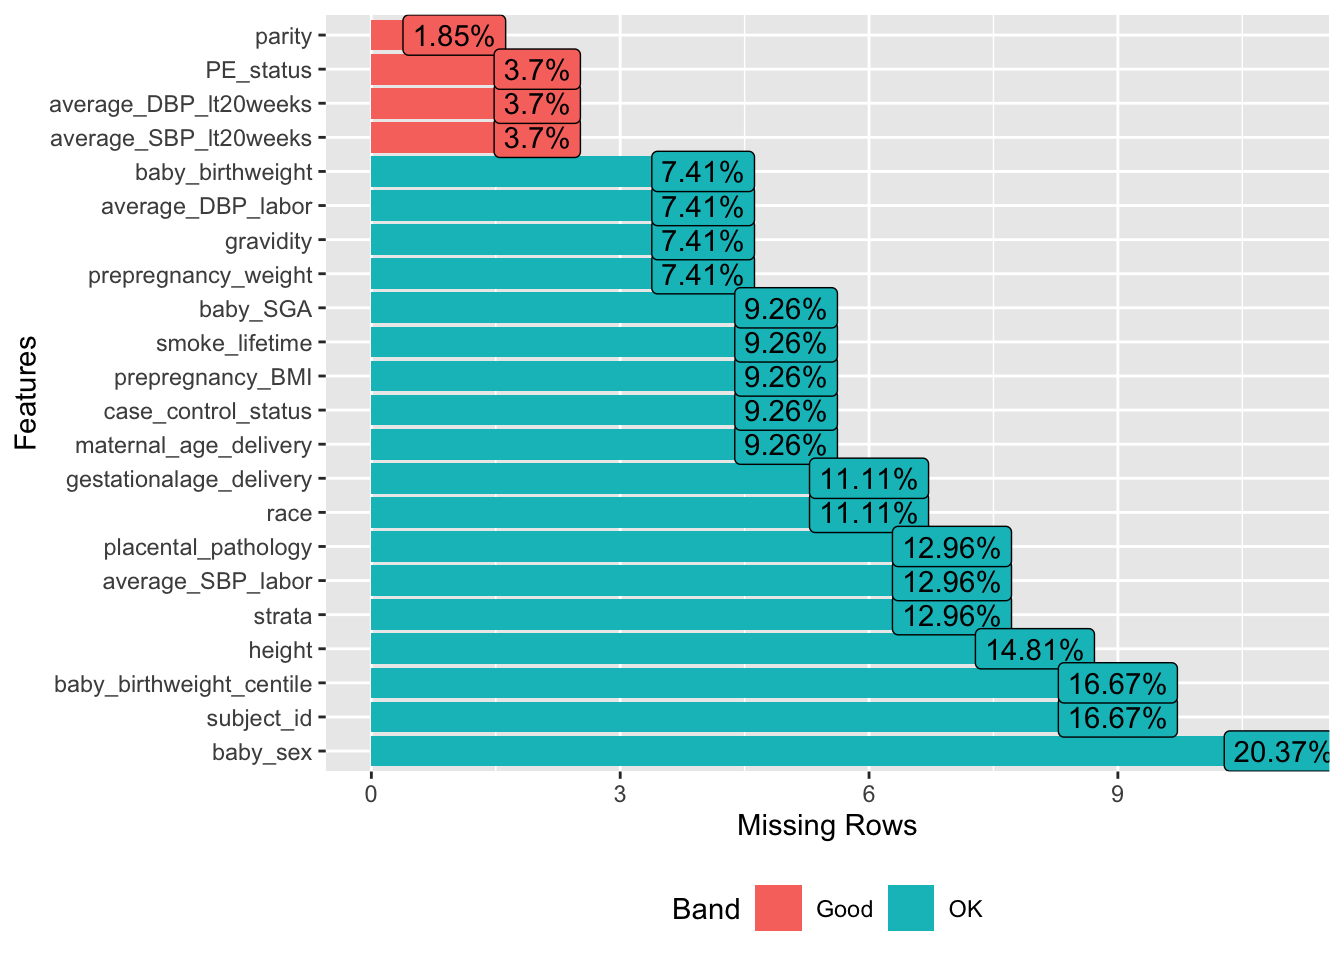 Features
parity 1.85%
PE_status 3.7%
average_DBP_lt20weeks 3.7%
average_SBP_lt20weeks 3.7%
baby_birthweight 7.41%
average_DBP_labor 7.41%
gravidity 7.41%
prepregnancy_weight 7.41%
baby_SGA 9.26%
smoke_lifetime 9.26%
prepregnancy_BMI 9.26%
case_control_status 9.26%
maternal_age_delivery 9.26%
gestationalage_delivery 11.11%
race 11.11%
placental_pathology 12.96%
average_SBP_labor 12.96%
strata 12.96%
height 14.81%
baby_birthweight_centile 16.67%
subject_id 16.67%
baby_sex 20.37%
0 3 6 9
Missing Rows
Band Good OK